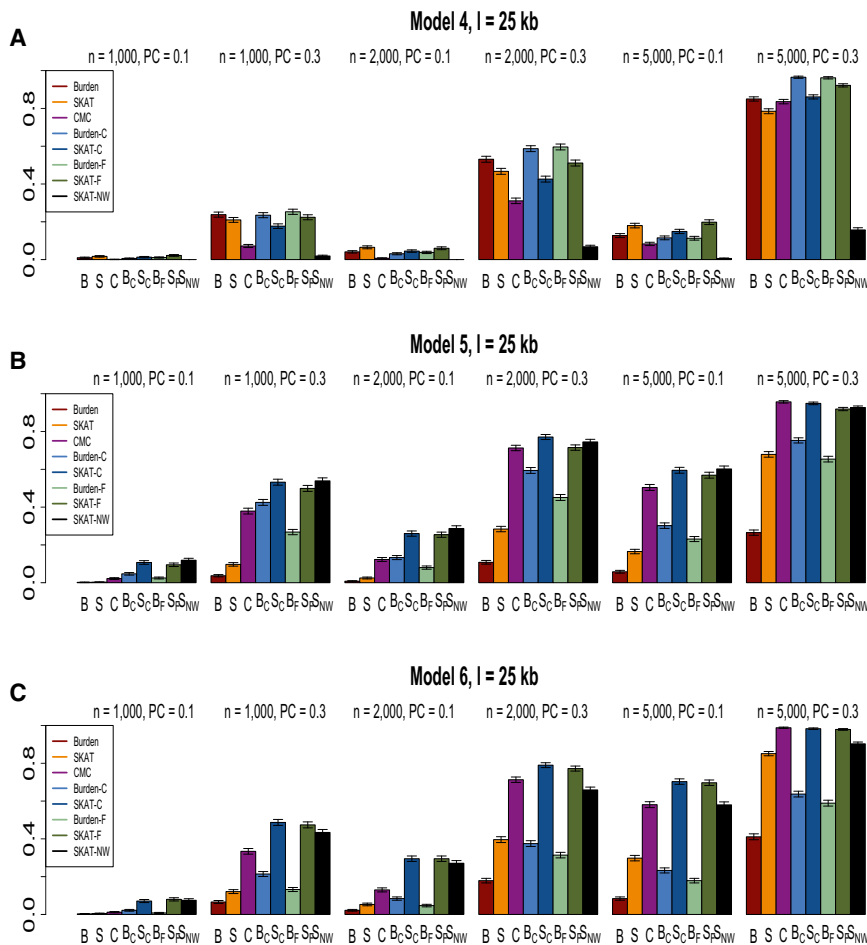 A
Model 4, l = 25 kb
n = 1,000, PC = 0.1 n = 1,000, PC = 0.3 n = 2,000, PC = 0.1 n = 2,000, PC = 0.3 n = 5,000, PC = 0.1 n = 5,000, PC = 0.3
0.8
0.4
0.0
Burden
SKAT
CMC
Burden-C
SKAT-C
Burden-F
SKAT-F
SKAT-NW
B S C BC SC BF SF SNW B S C BC SC BF SF SNW B S C BC SC BF SF SNW B S C BC SC BF SF SNW B S C BC SC BF SF SNW B S C BC SC BF SF SNW
B
Model 5, l = 25 kb
n = 1,000, PC = 0.1 n = 1,000, PC = 0.3 n = 2,000, PC = 0.1 n = 2,000, PC = 0.3 n = 5,000, PC = 0.1 n = 5,000, PC = 0.3
0.8
0.4
0.0
Burden
SKAT
CMC
Burden-C
SKAT-C
Burden-F
SKAT-F
SKAT-NW
B S C BC SC BF SF SNW B S C BC SC BF SF SNW B S C BC SC BF SF SNW B S C BC SC BF SF SNW B S C BC SC BF SF SNW B S C BC SC BF SF SNW
C
Model 6, l = 25 kb
n = 1,000, PC = 0.1 n = 1,000, PC = 0.3 n = 2,000, PC = 0.1 n = 2,000, PC = 0.3 n = 5,000, PC = 0.1 n = 5,000, PC = 0.3
0.8
0.4
0.0
Burden
SKAT
CMC
Burden-C
SKAT-C
Burden-F
SKAT-F
SKAT-NW
B S C BC SC BF SF SNW B S C BC SC BF SF SNW B S C BC SC BF SF SNW B S C BC SC BF SF SNW B S C BC SC BF SF SNW B S C BC SC BF SF SNW